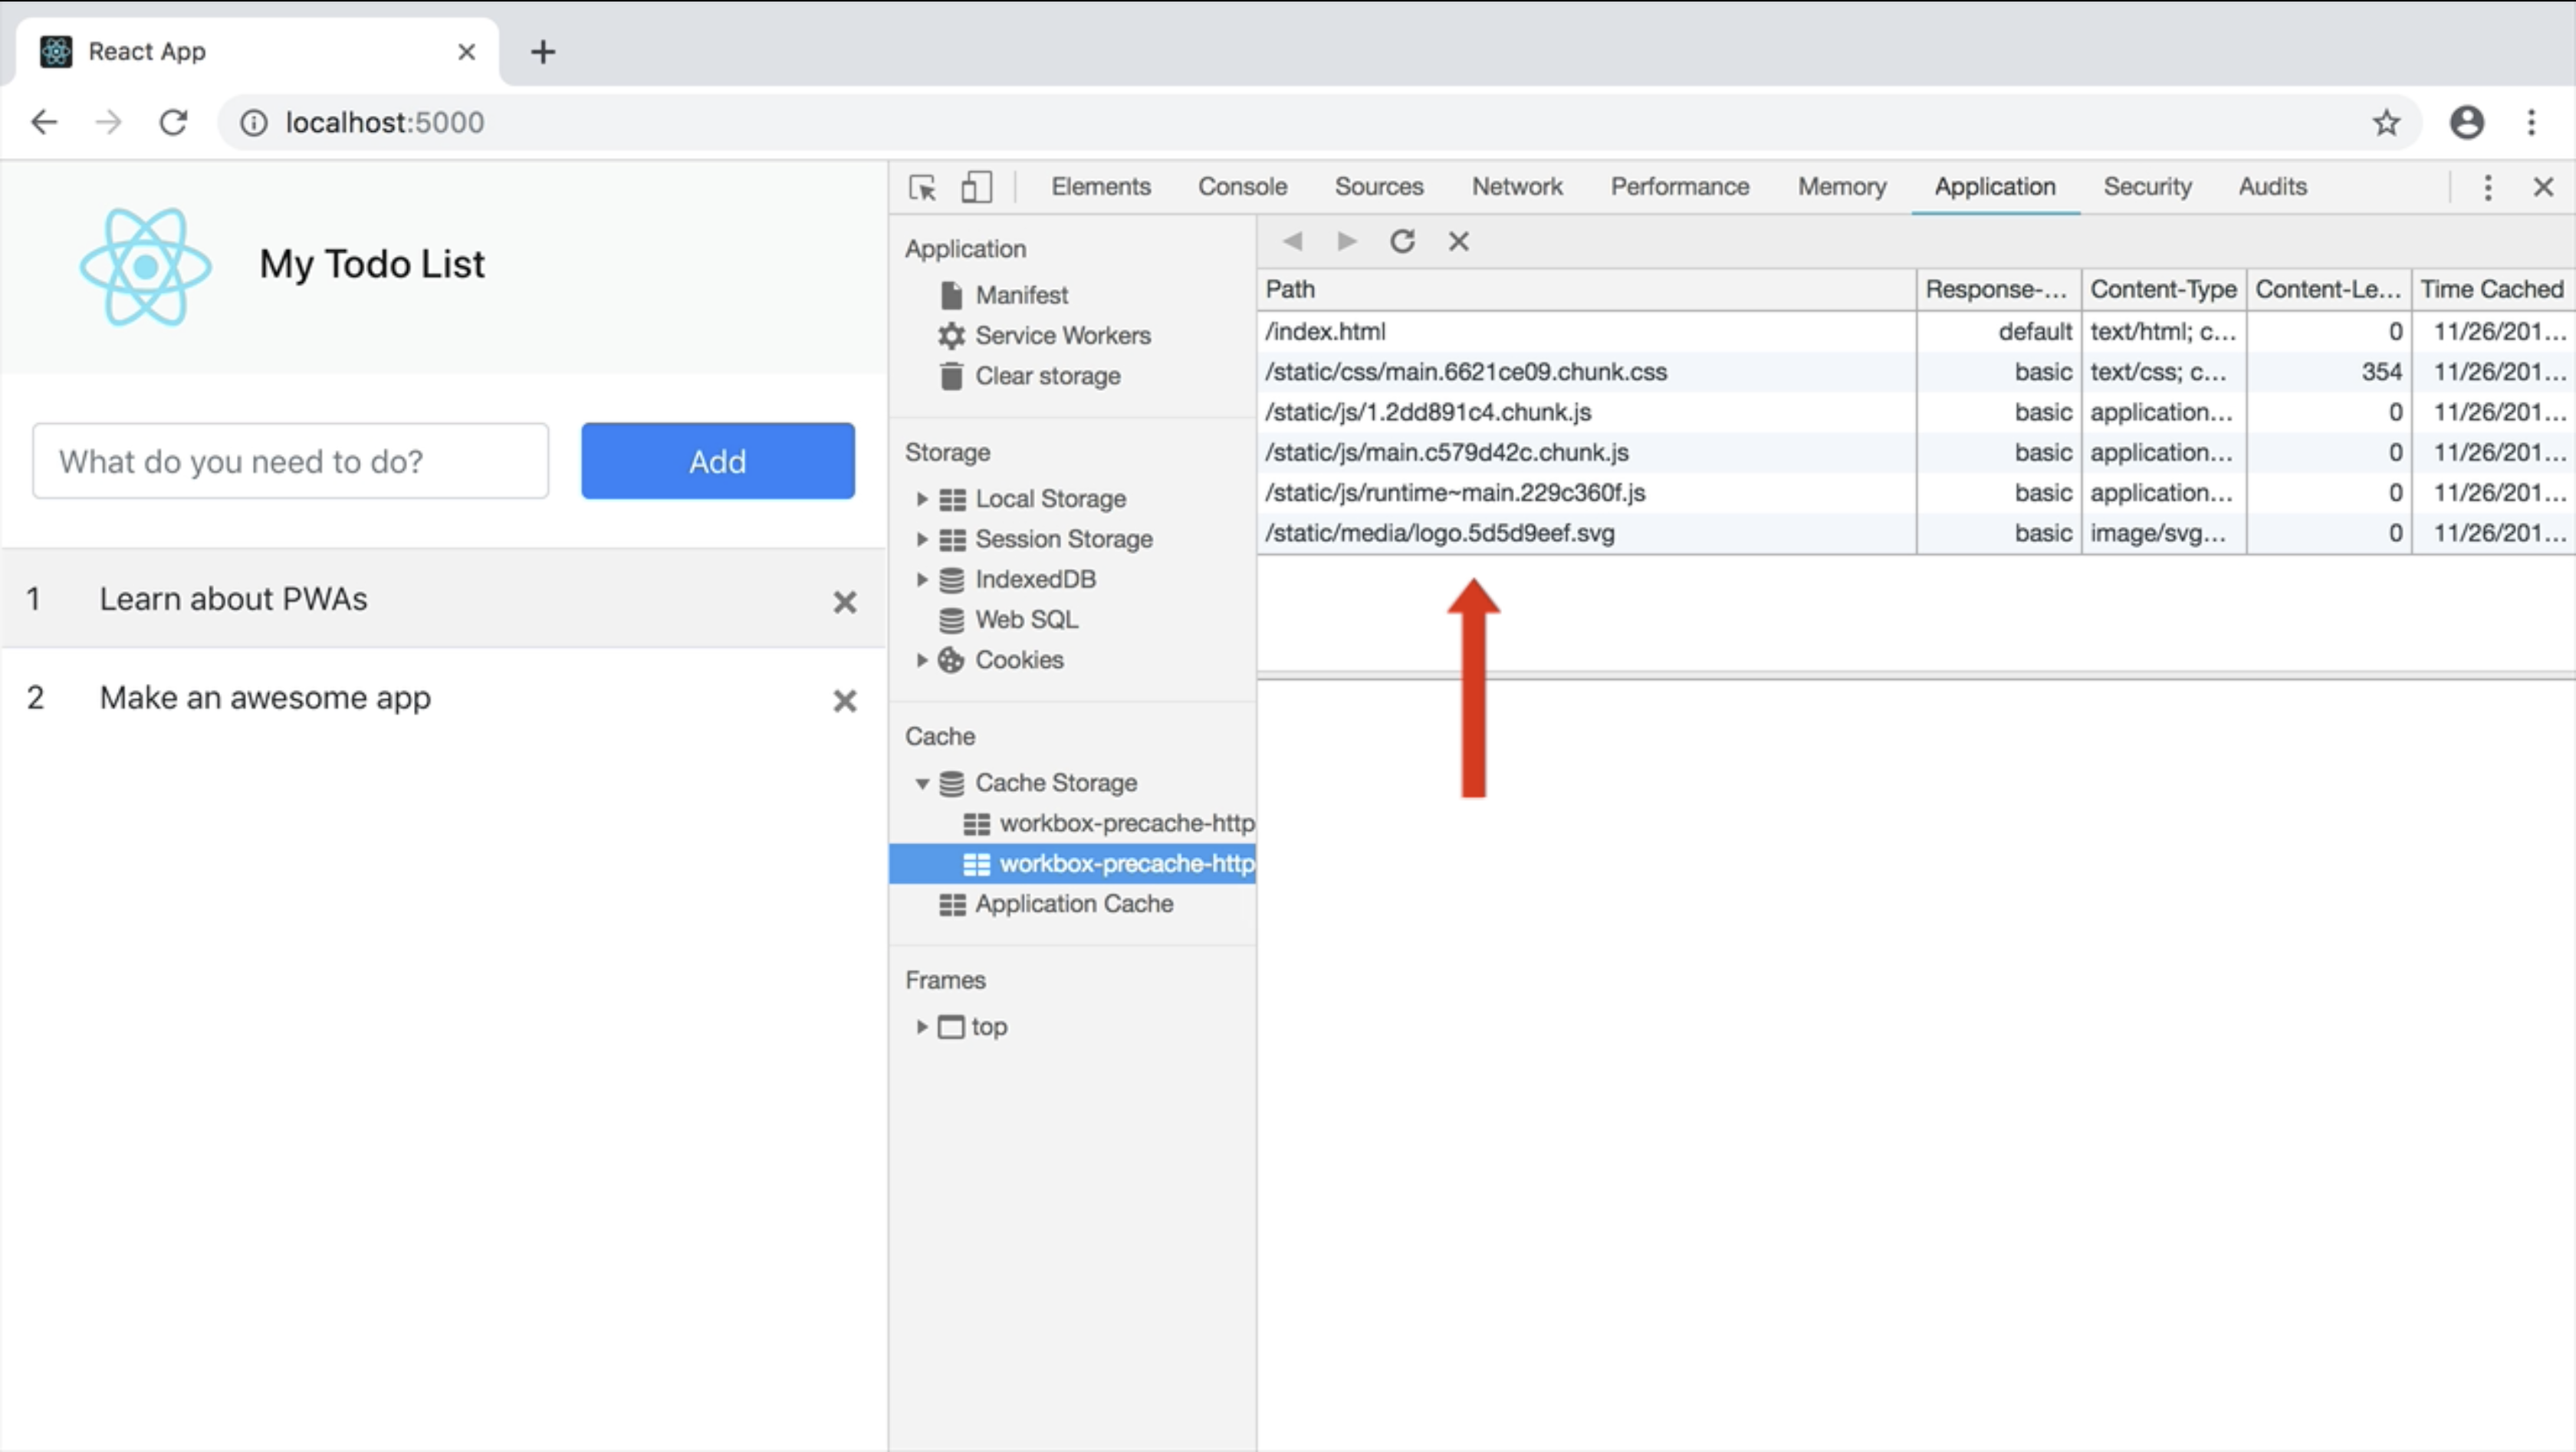 React App
localhost:5000
My Todo List
What do you need to do?
Add
1 Learn about PWAs
2 Make an awesome app
Elements Console Sources Network Performance Memory Application Security Audits
Application
Manifest
Service Workers
Clear storage
Storage
Local Storage
Session Storage
IndexedDB
Web SQL
Cookies
Cache
Cache Storage
workbox-precache-http
workbox-precache-http
Application Cache
Frames
top
Path Response-... Content-Type Content-Le... Time Cached
/index.html default text/html; c... 0 11/26/201...
/static/css/main.6621ce09.chunk.css basic text/css; c... 354 11/26/201...
/static/js/1.2dd891c4.chunk.js basic application... 0 11/26/201...
/static/js/main.c579d42c.chunk.js basic application... 0 11/26/201...
/static/js/runtime~main.229c360f.js basic application... 0 11/26/201...
/static/media/logo.5d5d9eef.svg basic image/svg... 0 11/26/201...